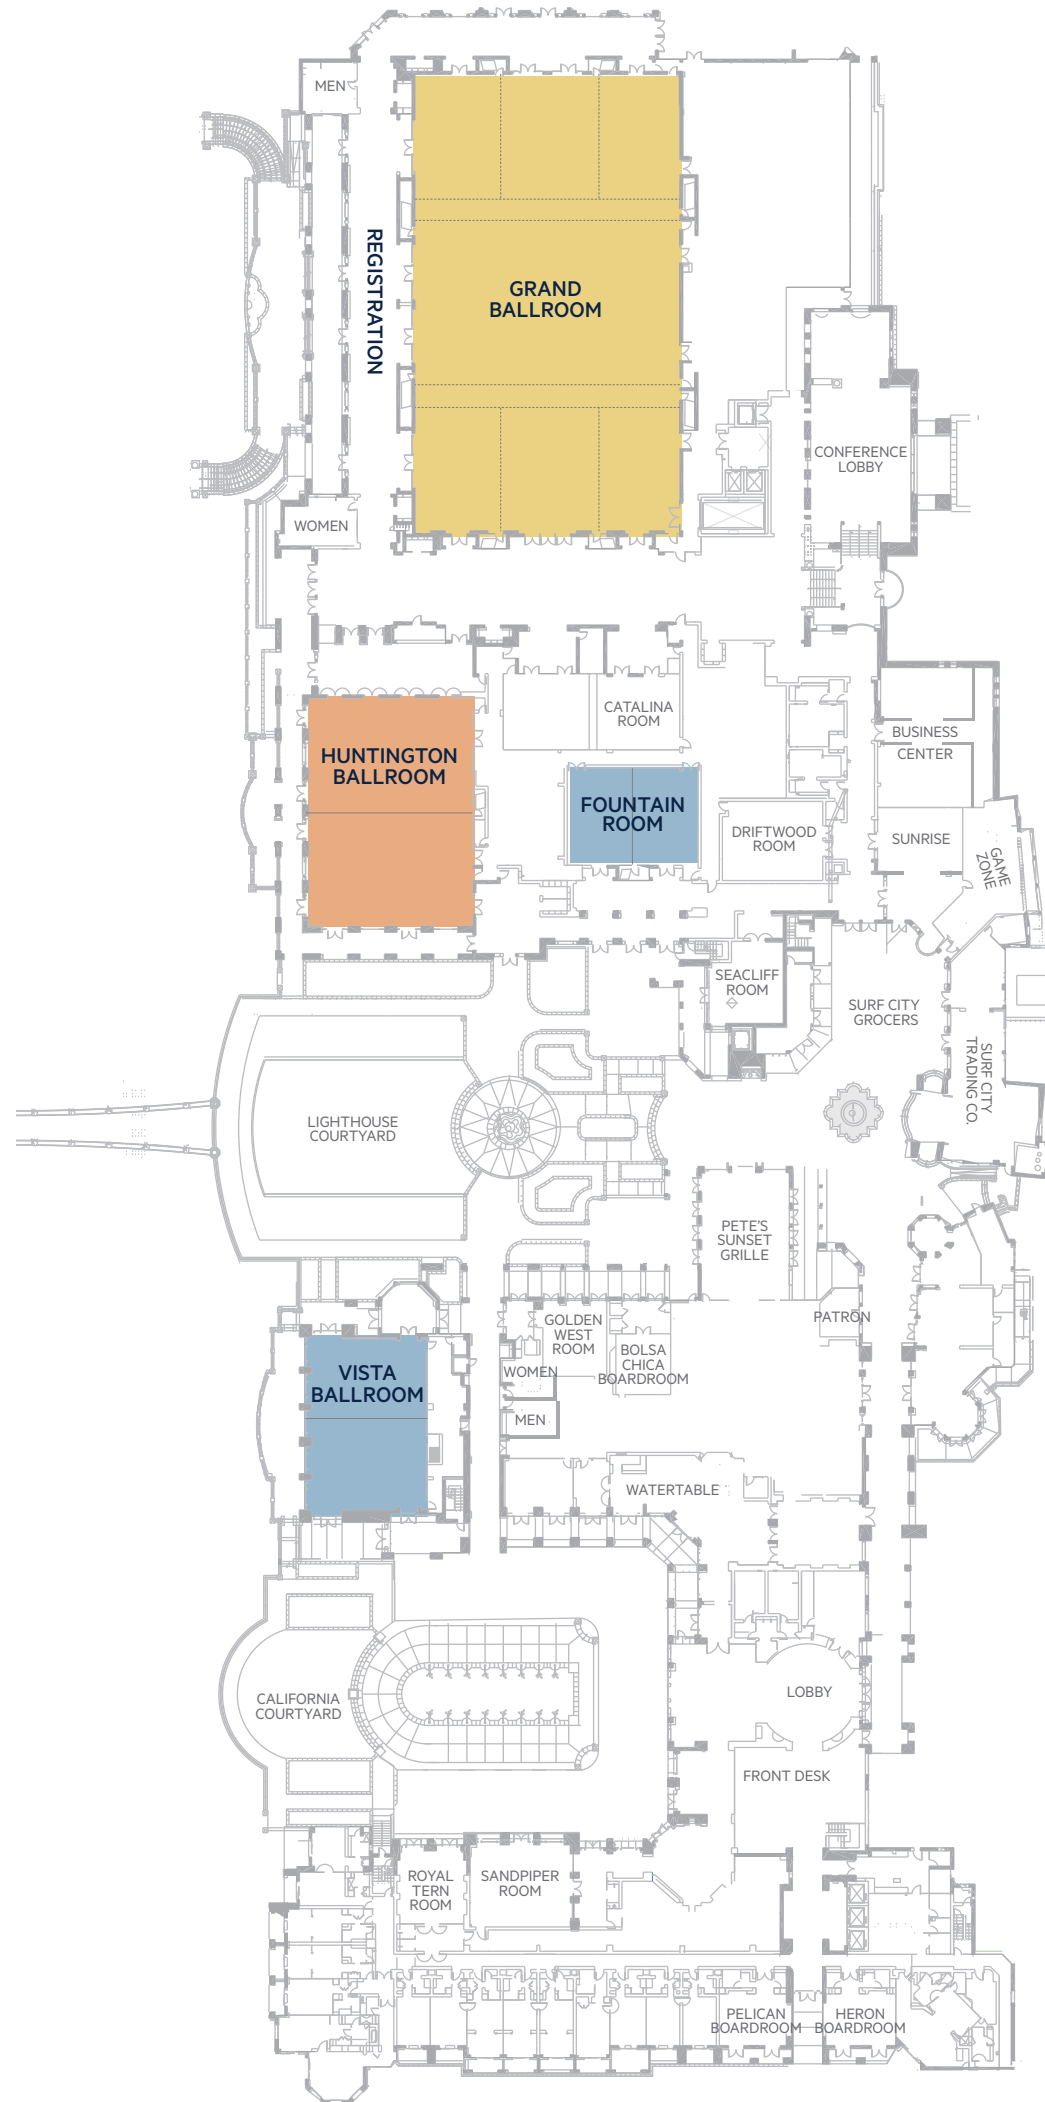 MEN
REGISTRATION
GRAND
BALLROOM
CONFERENCE
LOBBY
WOMEN
CATALINA
ROOM
BUSINESS
CENTER
HUNTINGTON
BALLROOM
FOUNTAIN
ROOM
DRIFTWOOD
ROOM
SUNRISE
GAME
ZONE
SEACLIFF
ROOM
SURF CITY
GROCERS
SURF CITY
TRADING CO.
LIGHTHOUSE
COURTYARD
PETE'S
SUNSET
GRILLE
PATRON
GOLDEN
WEST
ROOM
BOLSA
CHICA
BOARDROOM
WOMEN
MEN
VISTA
BALLROOM
WATERTABLE
LOBBY
CALIFORNIA
COURTYARD
FRONT DESK
ROYAL
TERN
ROOM
SANDPIPER
ROOM
PELICAN
BOARDROOM
HERON
BOARDROOM